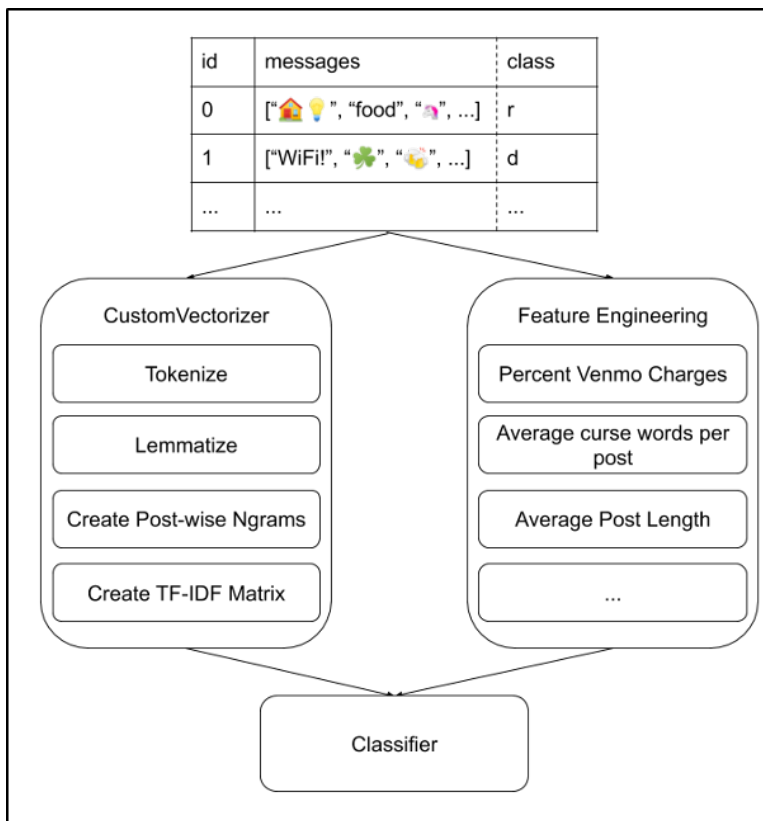 id messages class
0 ["🏠💡", "food", "🦄", ...] r
1 ["WiFi!", "☘️", "🍻", ...] d
... ... ...
CustomVectorizer
Tokenize
Lemmatize
Create Post-wise Ngrams
Create TF-IDF Matrix
Feature Engineering
Percent Venmo Charges
Average curse words per
post
Average Post Length
...
Classifier